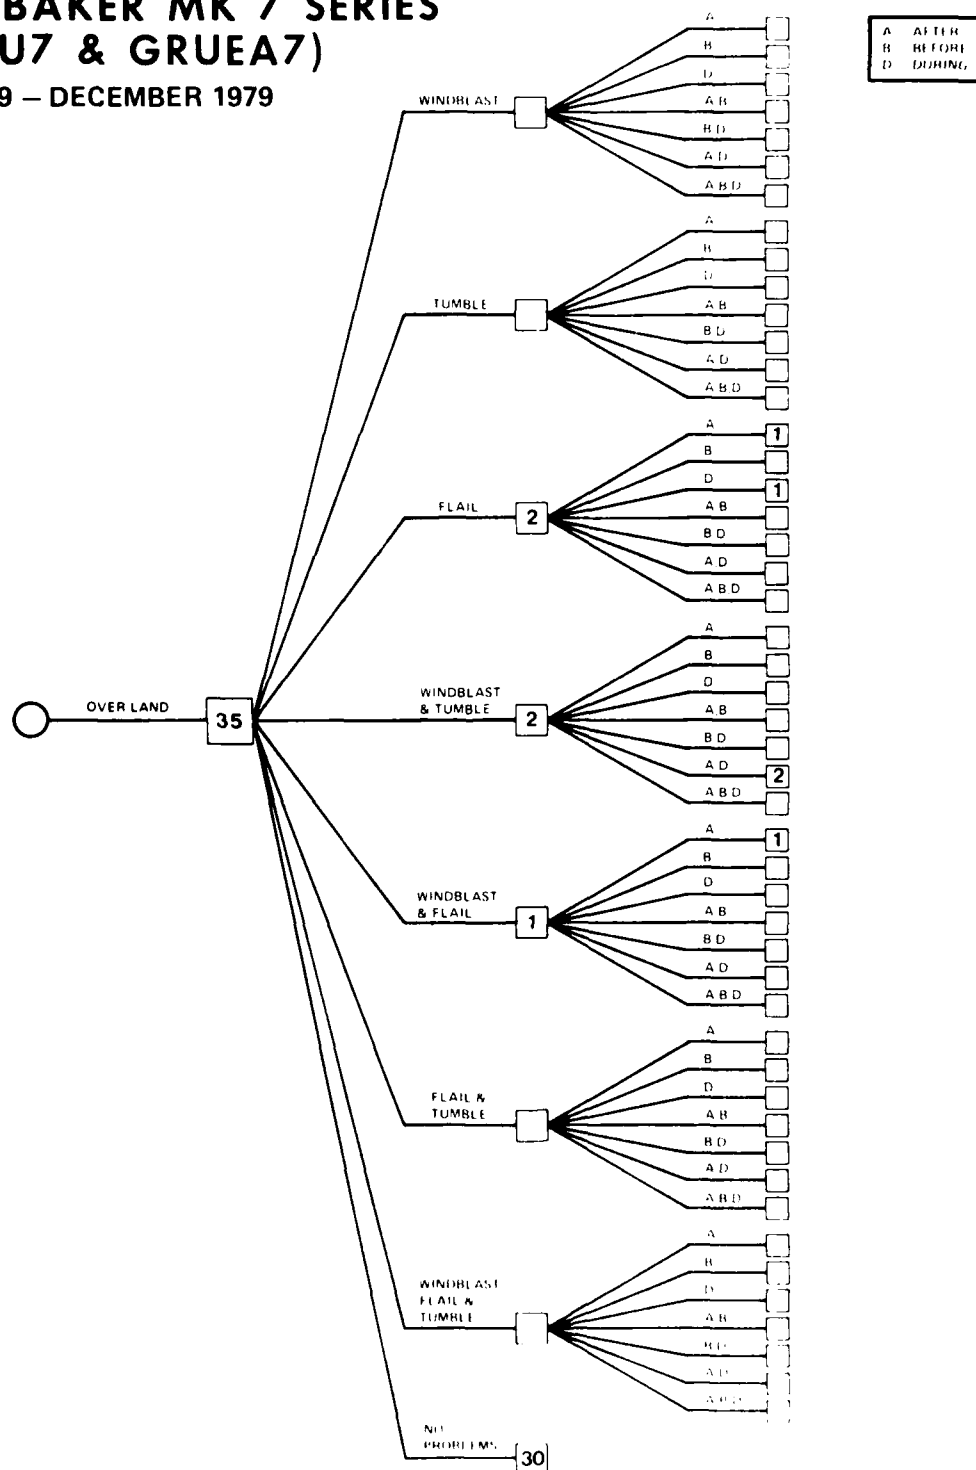 BAKER MK 7 SERIES
U7 & GRUEA7)
9 – DECEMBER 1979
A AFTER
B BEFORE
D DURING
WINDBLAST
A
B
D
A B
B D
A D
A B D
TUMBLE
A
B
D
A B
B D
A D
A B D
FLAIL
2
A
1
B
D
1
A B
B D
A D
A B D
OVER LAND
35
WINDBLAST
& TUMBLE
2
A
B
D
A B
B D
A D
2
A B D
WINDBLAST
& FLAIL
1
A
1
B
D
A B
B D
A D
A B D
FLAIL &
TUMBLE
A
B
D
A B
B D
A D
A B D
WINDBLAST
FLAIL &
TUMBLE
A
B
D
A B
B D
A D
A B D
NO
PROBLEMS
30